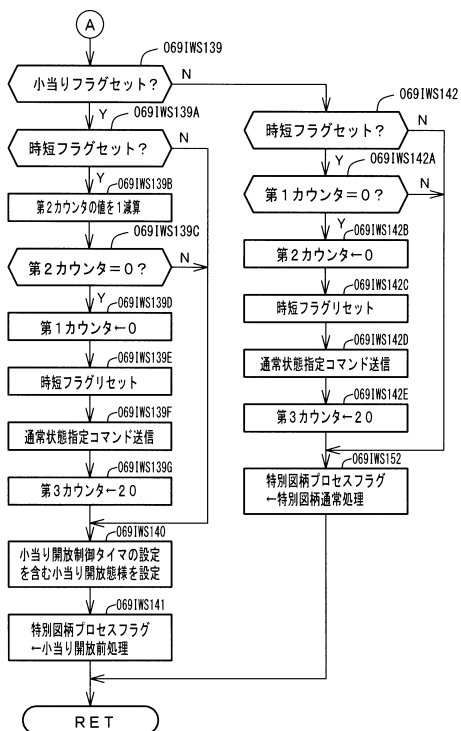 A
069IWS139
小当りフラグセット？
N
Y
069IWS139A
時短フラグセット？
N
Y
069IWS139B
第2カウンタの値を1減算
069IWS139C
第2カウンタ=0？
N
Y
069IWS139D
第1カウンタ←0
069IWS139E
時短フラグリセット
069IWS139F
通常状態指定コマンド送信
069IWS139G
第3カウンタ←20
069IWS140
小当り開放制御タイマの設定
を含む小当り開放態様を設定
069IWS141
特別図柄プロセスフラグ
←小当り開放前処理
RET
069IWS142
時短フラグセット？
N
Y
069IWS142A
第1カウンタ=0？
N
Y
069IWS142B
第2カウンタ←0
069IWS142C
時短フラグリセット
069IWS142D
通常状態指定コマンド送信
069IWS142E
第3カウンタ←20
069IWS152
特別図柄プロセスフラグ
←特別図柄通常処理